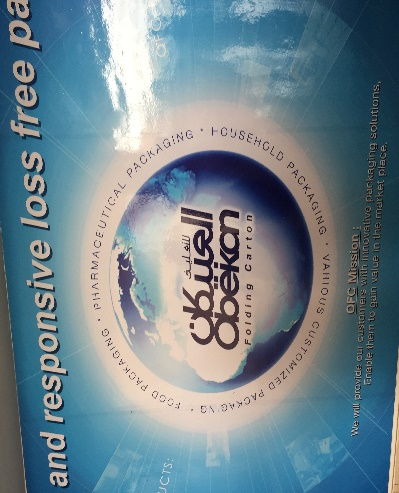 and responsive loss free pa
PHARMACEUTICAL PACKAGING * HOUSEHOLD PACKAGING * VARIOUS CUSTOMIZED PACKAGING * FOOD PACKAGING *
العبيكان
للتغليف
Obeikan
Folding Carton
OFC Mission :
We will provide our customers with innovative packaging solutions,
Enable them to gain value in the market place.
UCTS: